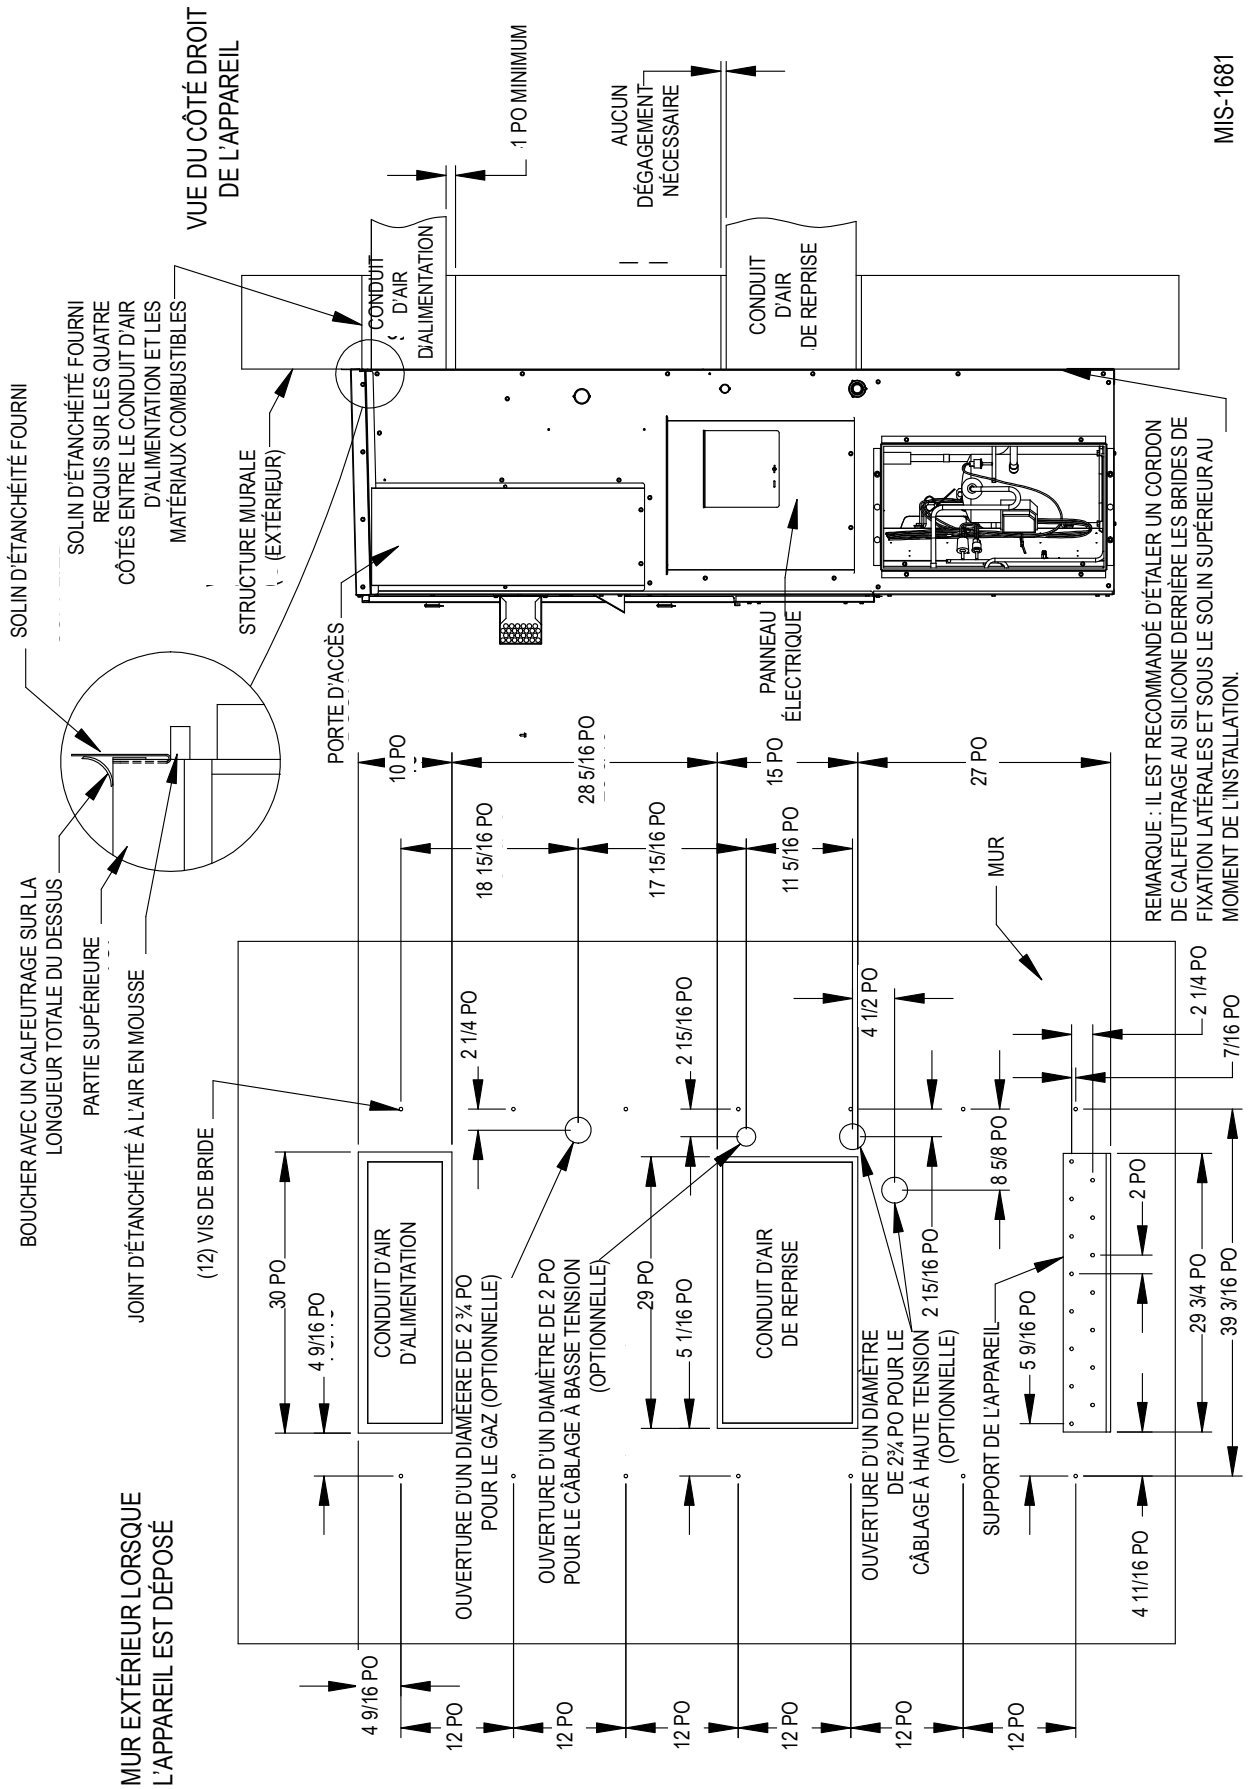 MUR EXTÉRIEUR LORSQUE
L'APPAREIL EST DÉPOSÉ
BOUCHER AVEC UN CALFEUTRAGE SUR LA
LONGUEUR TOTALE DU DESSUS
PARTIE SUPÉRIEURE
JOINT D'ÉTANCHÉITÉ À L'AIR EN MOUSSE
(12) VIS DE BRIDE
SOLIN D'ÉTANCHÉITÉ FOURNI
SOLIN D'ÉTANCHÉITÉ FOURNI
REQUIS SUR LES QUATRE
CÔTÉS ENTRE LE CONDUIT D'AIR
D'ALIMENTATION ET LES
MATÉRIAUX COMBUSTIBLES
VUE DU CÔTÉ DROIT
DE L'APPAREIL
STRUCTURE MURALE
(EXTÉRIEUR)
PORTE D'ACCÈS
CONDUIT
D'AIR
D'ALIMENTATION
1 PO MINIMUM
AUCUN
DÉGAGEMENT
NÉCESSAIRE
CONDUIT
D'AIR
DE REPRISE
PANNEAU
ÉLECTRIQUE
30 PO
4 9/16 PO
4 9/16 PO
CONDUIT D'AIR
D'ALIMENTATION
10 PO
28 5/16 PO
15 PO
27 PO
18 15/16 PO
17 15/16 PO
11 5/16 PO
2 1/4 PO
2 15/16 PO
4 1/2 PO
OUVERTURE D'UN DIAMÈERE DE 2 ¾ PO
POUR LE GAZ (OPTIONNELLE)
OUVERTURE D'UN DIAMÈTRE DE 2 PO
POUR LE CÂBLAGE À BASSE TENSION
(OPTIONNELLE)
29 PO
5 1/16 PO
CONDUIT D'AIR
DE REPRISE
OUVERTURE D'UN DIAMÈTRE
DE 2¾ PO POUR LE
CÂBLAGE À HAUTE TENSION
(OPTIONNELLE)
2 15/16 PO
8 5/8 PO
MUR
SUPPORT DE L'APPAREIL
5 9/16 PO
2 PO
29 3/4 PO
39 3/16 PO
4 11/16 PO
2 1/4 PO
7/16 PO
12 PO
12 PO
12 PO
12 PO
12 PO
12 PO
REMARQUE : IL EST RECOMMANDÉ D'ÉTALER UN CORDON
DE CALFEUTRAGE AU SILICONE DERRIÈRE LES BRIDES DE
FIXATION LATÉRALES ET SOUS LE SOLIN SUPÉRIEUR AU
MOMENT DE L'INSTALLATION.
MIS-1681